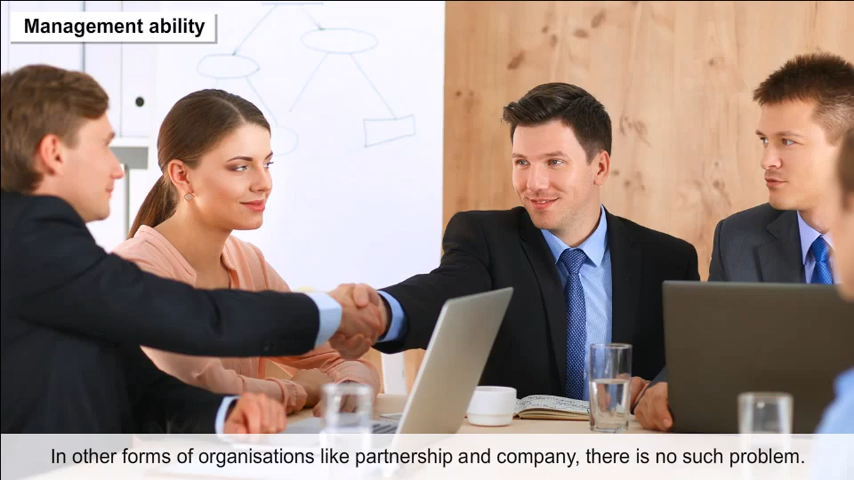 Management ability
In other forms of organisations like partnership and company, there is no such problem.